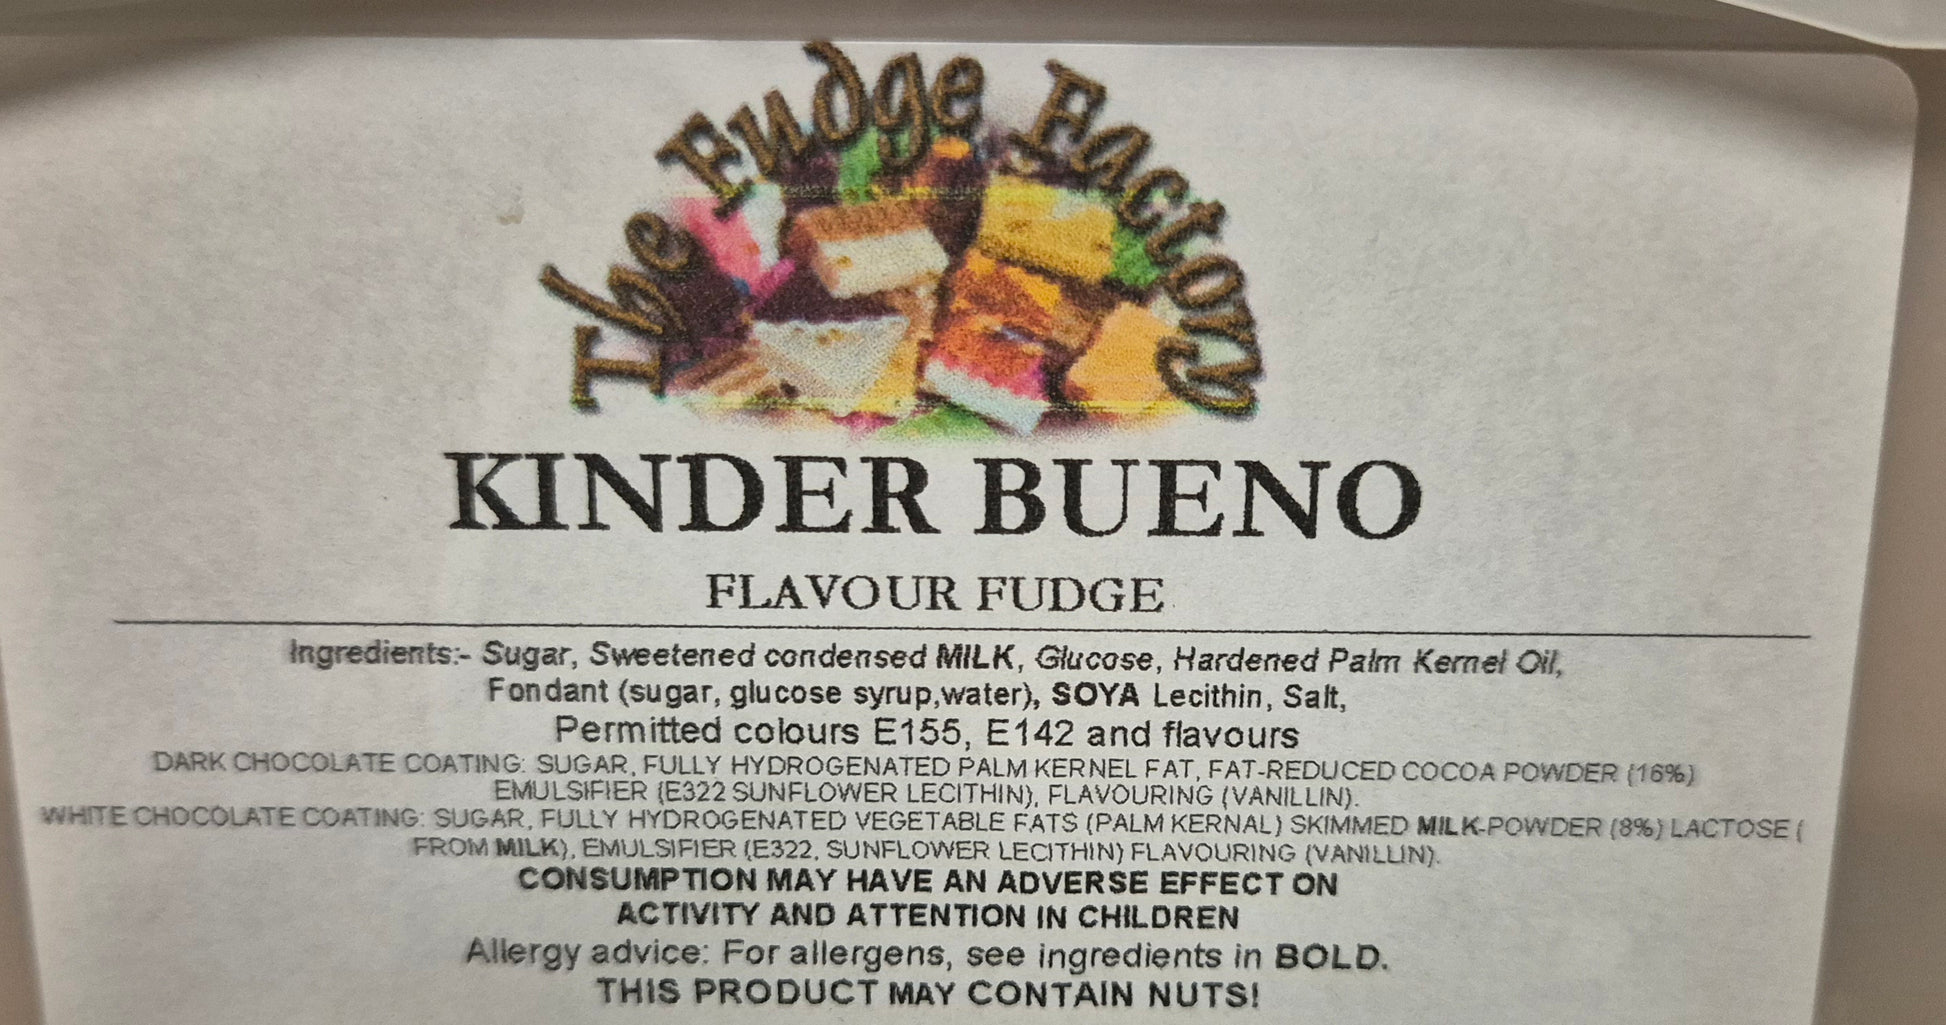 The Fudge Factory
KINDER BUENO
FLAVOUR FUDGE
Ingredients:- Sugar, Sweetened condensed MILK, Glucose, Hardened Palm Kernel Oil,
Fondant (sugar, glucose syrup,water), SOYA Lecithin, Salt,
Permitted colours E155, E142 and flavours
DARK CHOCOLATE COATING: SUGAR, FULLY HYDROGENATED PALM KERNEL FAT, FAT-REDUCED COCOA POWDER (16%)
EMULSIFIER (E322 SUNFLOWER LECITHIN), FLAVOURING (VANILLIN).
WHITE CHOCOLATE COATING: SUGAR, FULLY HYDROGENATED VEGETABLE FATS (PALM KERNAL) SKIMMED MILK-POWDER (8%) LACTOSE (
FROM MILK), EMULSIFIER (E322, SUNFLOWER LECITHIN) FLAVOURING (VANILLIN).
CONSUMPTION MAY HAVE AN ADVERSE EFFECT ON
ACTIVITY AND ATTENTION IN CHILDREN
Allergy advice: For allergens, see ingredients in BOLD.
THIS PRODUCT MAY CONTAIN NUTS!